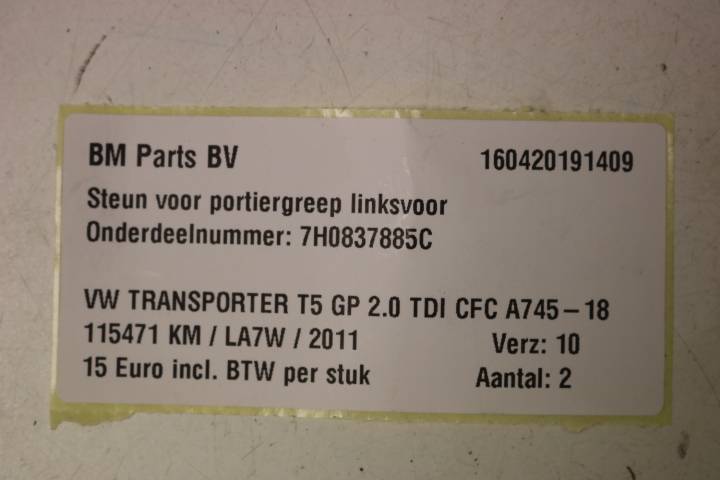 BM Parts BV 160420191409
Steun voor portiergreep linksvoor
Onderdeelnummer: 7H0837885C
VW TRANSPORTER T5 GP 2.0 TDI CFC A745-18
115471 KM / LA7W / 2011 Verz: 10
15 Euro incl. BTW per stuk Aantal: 2